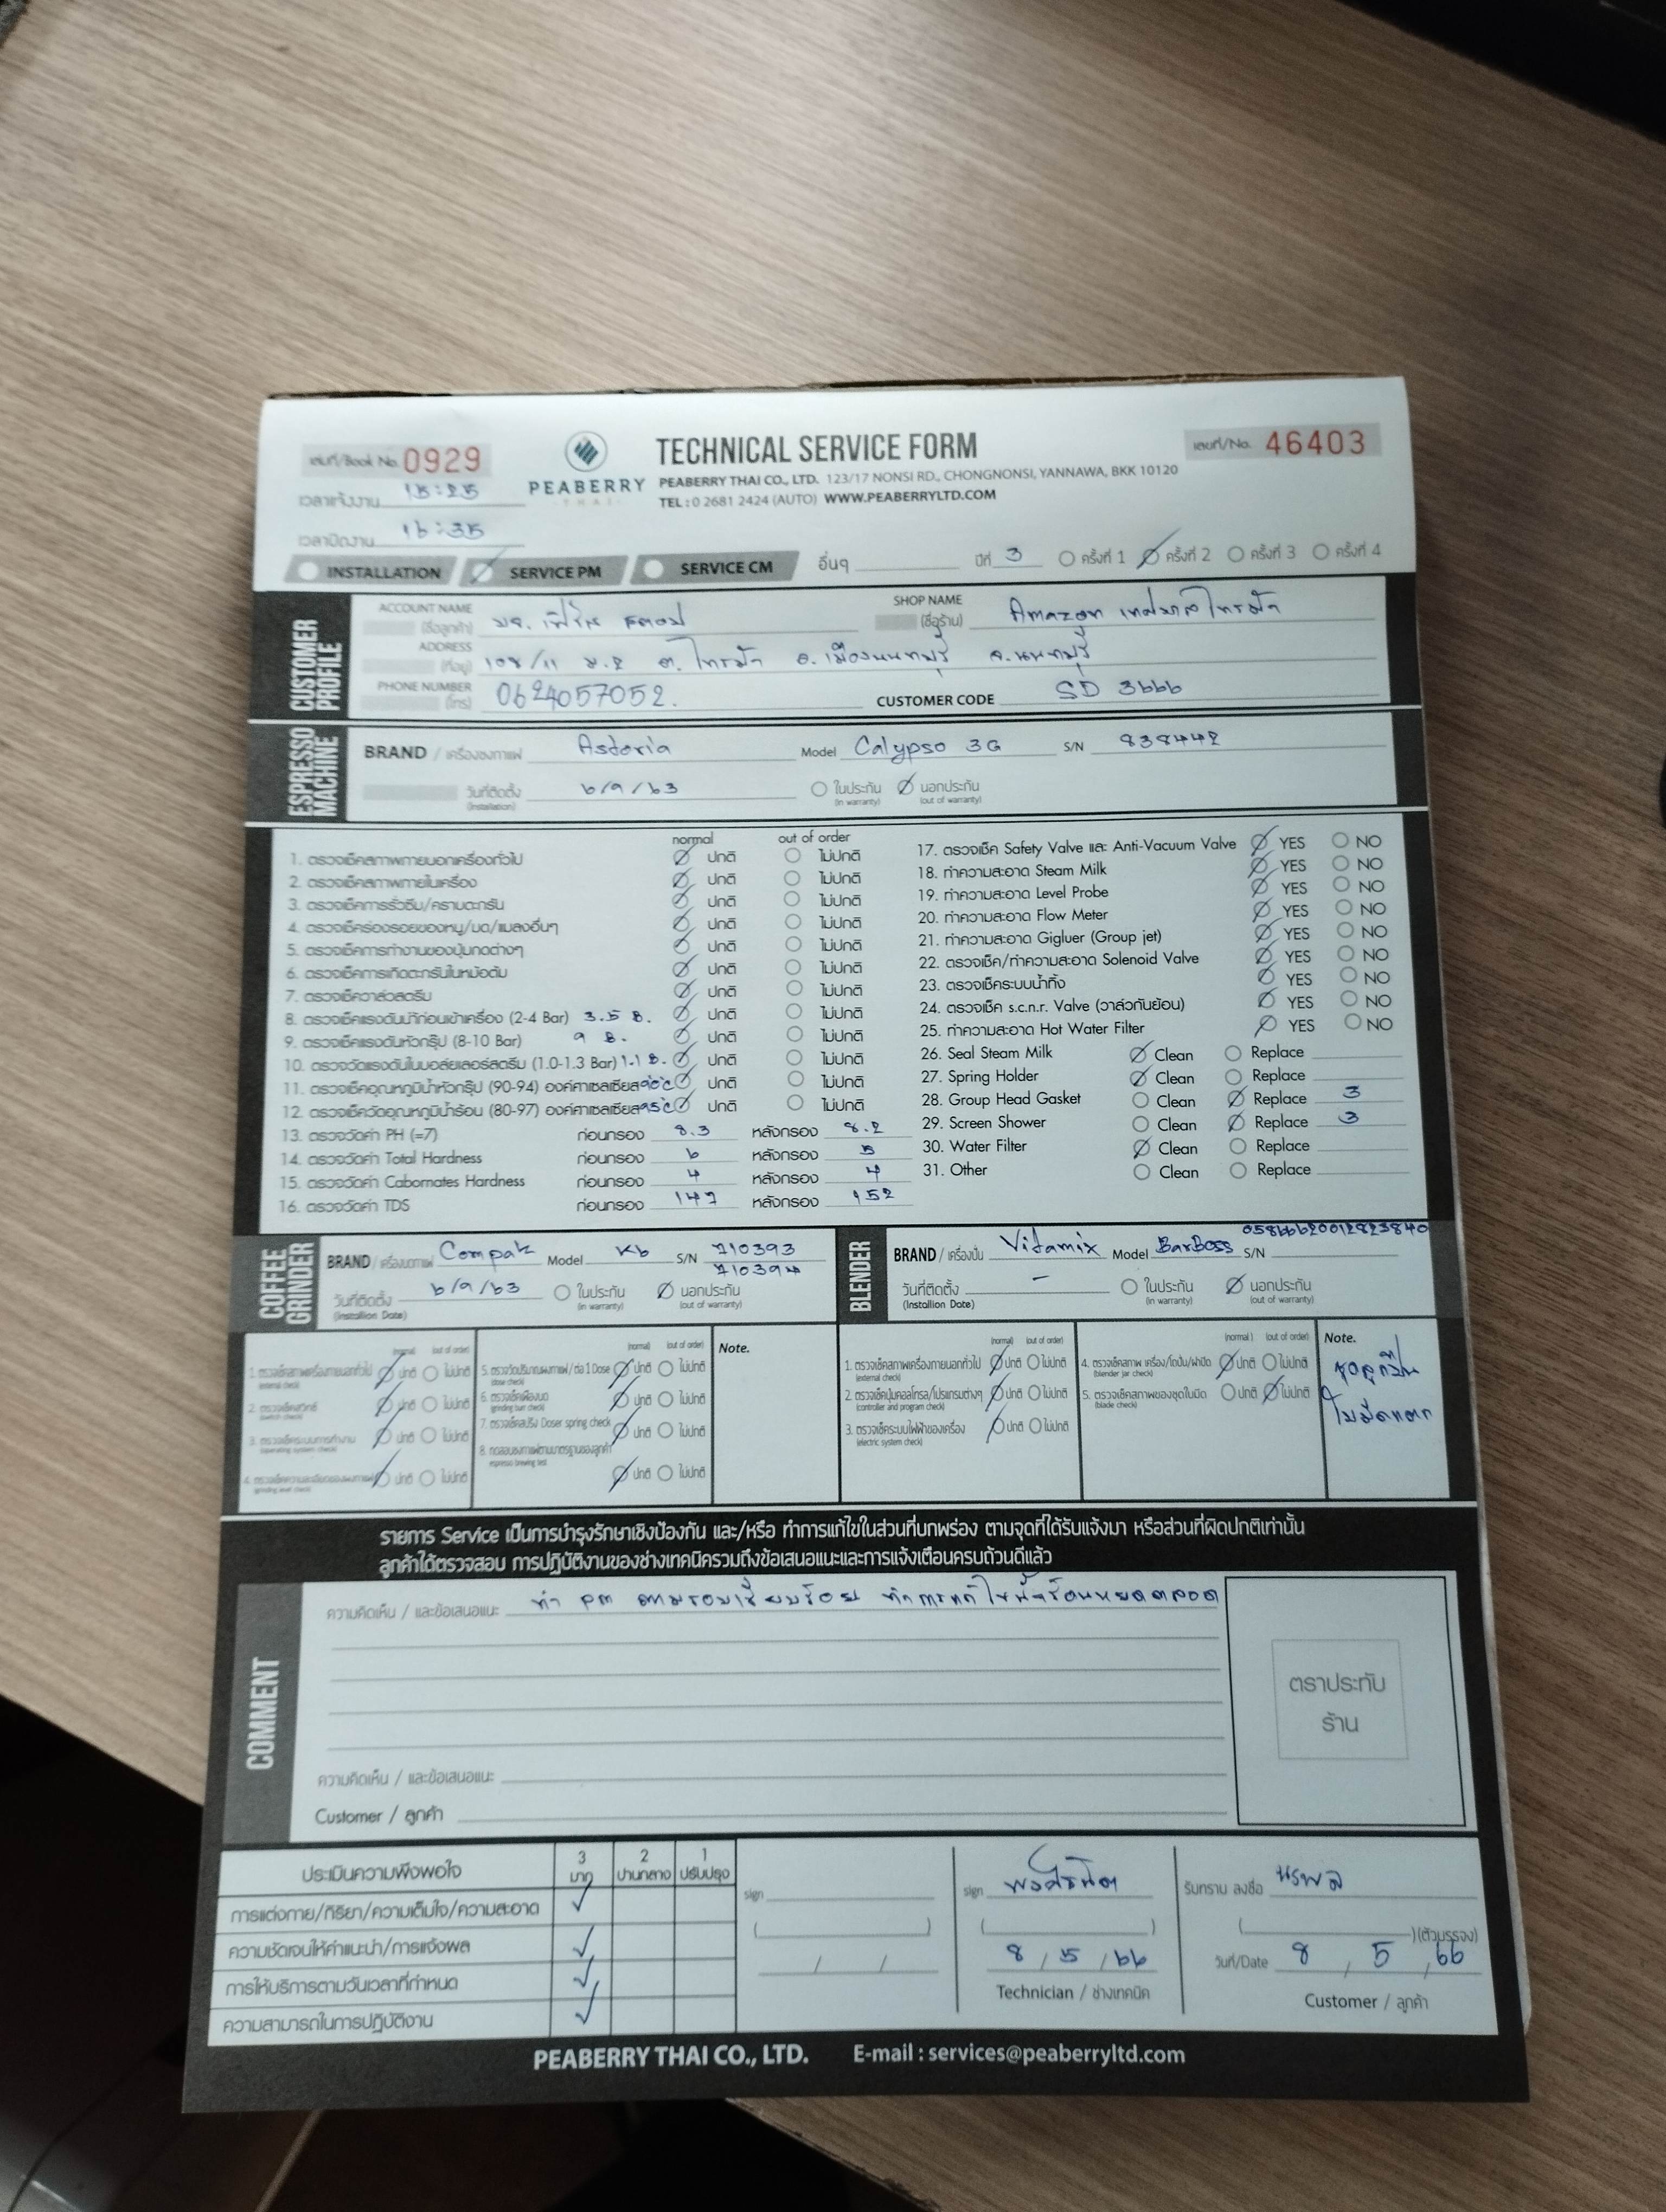 เล่มที่/Book No. 0929
TECHNICAL SERVICE FORM
เลขที่/No. 46403
PEABERRY
THAI
PEABERRY THAI CO., LTD. 123/17 NONSI RD., CHONGNONSI, YANNAWA, BKK 10120
TEL : 0 2681 2424 (AUTO) WWW.PEABERRYLTD.COM
เวลาแจ้งงาน 15:25
เวลาปิดงาน 16:35
INSTALLATION SERVICE PM SERVICE CM อื่นๆ ปีที่ 3 ครั้งที่ 1 ครั้งที่ 2 ครั้งที่ 3 ครั้งที่ 4
CUSTOMER PROFILE
ACCOUNT NAME (ชื่อลูกค้า) SHOP NAME (ชื่อร้าน) Amazon เทศบาลไทรม้า
ADDRESS (ที่อยู่) 108/11 ม.2 ต.ไทรม้า อ.เมืองนนทบุรี จ.นนทบุรี
PHONE NUMBER (โทร) 0624057052. CUSTOMER CODE SD 3666
ESPRESSO MACHINE
BRAND / เครื่องชงกาแฟ Astoria Model Calypso 3G S/N 838442
วันที่ติดตั้ง (Installation) 6/9/63 ในประกัน (in warranty) นอกประกัน (out of warranty)
normal out of order
1. ตรวจเช็คสภาพภายนอกเครื่องทั่วไป ปกติ ไม่ปกติ
2. ตรวจเช็คสภาพภายในเครื่อง ปกติ ไม่ปกติ
3. ตรวจเช็คการรั่วซึม/คราบตะกรัน ปกติ ไม่ปกติ
4. ตรวจเช็คร่องรอยของหนู/มด/แมลงอื่นๆ ปกติ ไม่ปกติ
5. ตรวจเช็คการทำงานของปุ่มกดต่างๆ ปกติ ไม่ปกติ
6. ตรวจเช็คการเกิดตะกรันในหม้อต้ม ปกติ ไม่ปกติ
7. ตรวจเช็ควาล์วสตรีม ปกติ ไม่ปกติ
8. ตรวจเช็คแรงดันน้ำก่อนเข้าเครื่อง (2-4 Bar) 3.5 B. ปกติ ไม่ปกติ
9. ตรวจเช็คแรงดันหัวกรุ๊ป (8-10 Bar) 9 B. ปกติ ไม่ปกติ
10. ตรวจวัดแรงดันในบอยเลอร์สตรีม (1.0-1.3 Bar) 1.1 B. ปกติ ไม่ปกติ
11. ตรวจเช็คอุณหภูมิน้ำหัวกรุ๊ป (90-94) องศาเซลเซียส 90°C ปกติ ไม่ปกติ
12. ตรวจเช็ควัดอุณหภูมิน้ำร้อน (80-97) องศาเซลเซียส 95°C ปกติ ไม่ปกติ
13. ตรวจวัดค่า PH (=7) ก่อนกรอง 8.3 หลังกรอง 8.2
14. ตรวจวัดค่า Total Hardness ก่อนกรอง 6 หลังกรอง 5
15. ตรวจวัดค่า Cabornates Hardness ก่อนกรอง 4 หลังกรอง 4
16. ตรวจวัดค่า TDS ก่อนกรอง 147 หลังกรอง 152
17. ตรวจเช็ค Safety Valve และ Anti-Vacuum Valve YES NO
18. ทำความสะอาด Steam Milk YES NO
19. ทำความสะอาด Level Probe YES NO
20. ทำความสะอาด Flow Meter YES NO
21. ทำความสะอาด Gigluer (Group jet) YES NO
22. ตรวจเช็ค/ทำความสะอาด Solenoid Valve YES NO
23. ตรวจเช็คระบบน้ำทิ้ง YES NO
24. ตรวจเช็ค s.c.n.r. Valve (วาล์วกันย้อน) YES NO
25. ทำความสะอาด Hot Water Filter YES NO
26. Seal Steam Milk Clean Replace
27. Spring Holder Clean Replace
28. Group Head Gasket Clean Replace 3
29. Screen Shower Clean Replace 3
30. Water Filter Clean Replace
31. Other Clean Replace
COFFEE GRINDER
BRAND / เครื่องบดกาแฟ Compak Model K6 S/N 710393
710394
วันที่ติดตั้ง (Installion Date) 6/9/63 ในประกัน (in warranty) นอกประกัน (out of warranty)
BLENDER
BRAND / เครื่องปั่น Vitamix Model BarBoss S/N 05866620012823840
วันที่ติดตั้ง (Installion Date) - ในประกัน (in warranty) นอกประกัน (out of warranty)
(normal) (out of order)
1. ตรวจเช็คสภาพเครื่องภายนอกทั่วไป (external check) ปกติ ไม่ปกติ
2. ตรวจเช็คสวิทซ์ (switch check) ปกติ ไม่ปกติ
3. ตรวจเช็คระบบการทำงาน (operating system check) ปกติ ไม่ปกติ
4. ตรวจเช็คความละเอียดของผงกาแฟ (grinding level check) ปกติ ไม่ปกติ
(normal) (out of order)
5. ตรวจวัดปริมาณผงกาแฟ / ต่อ 1 Dose (dose check) ปกติ ไม่ปกติ
6. ตรวจเช็คเฟืองบด (grinding burr check) ปกติ ไม่ปกติ
7. ตรวจเช็คสปริง Doser spring check ปกติ ไม่ปกติ
8. ทดสอบชงกาแฟตามมาตรฐานของลูกค้า espresso brewing test ปกติ ไม่ปกติ
Note.
(normal) (out of order)
1. ตรวจเช็คสภาพเครื่องภายนอกทั่วไป (external check) ปกติ ไม่ปกติ
2. ตรวจเช็คปุ่มคอลโทรล/โปรแกรมต่างๆ (controller and program check) ปกติ ไม่ปกติ
3. ตรวจเช็คระบบไฟฟ้าของเครื่อง (electric system check) ปกติ ไม่ปกติ
(normal) (out of order)
4. ตรวจเช็คสภาพ เครื่อง/โถปั่น/ฝาปิด (blender jar check) ปกติ ไม่ปกติ
5. ตรวจเช็คสภาพของชุดใบมีด (blade check) ปกติ ไม่ปกติ
Note.
ใบมีดแตก
รายการ Service เป็นการบำรุงรักษาเชิงป้องกัน และ/หรือ ทำการแก้ไขในส่วนที่บกพร่อง ตามจุดที่ได้รับแจ้งมา หรือส่วนที่ผิดปกติเท่านั้น
ลูกค้าได้ตรวจสอบ การปฏิบัติงานของช่างเทคนิครวมถึงข้อเสนอแนะและการแจ้งเตือนครบถ้วนดีแล้ว
COMMENT
ความคิดเห็น / และข้อเสนอแนะ ทำ PM ตามรอบเรียบร้อย ทำการแก้ไขน้ำร้อนหยดตลอด
ความคิดเห็น / และข้อเสนอแนะ
Customer / ลูกค้า
ตราประทับ
ร้าน
ประเมินความพึงพอใจ 3 มาก 2 ปานกลาง 1 ปรับปรุง
การแต่งกาย/กิริยา/ความเต็มใจ/ความสะอาด
ความชัดเจนให้คำแนะนำ/การแจ้งผล
การให้บริการตามวันเวลาที่กำหนด
ความสามารถในการปฏิบัติงาน
sign
( )
/ /
sign
( )
8 / 5 / 66
Technician / ช่างเทคนิค
รับทราบ ลงชื่อ นรพล
( ) (ตัวบรรจง)
วันที่/Date 8 , 5 , 66
Customer / ลูกค้า
PEABERRY THAI CO., LTD. E-mail : services@peaberryltd.com